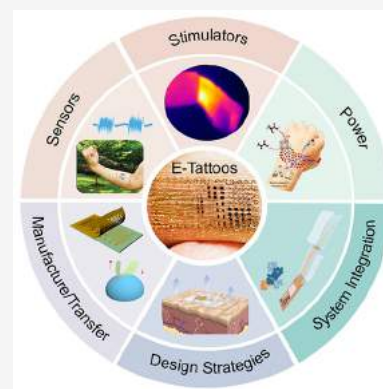 Stimulators
Power
System Integration
Design Strategies
Manufacture/Transfer
Sensors
E-Tattoos